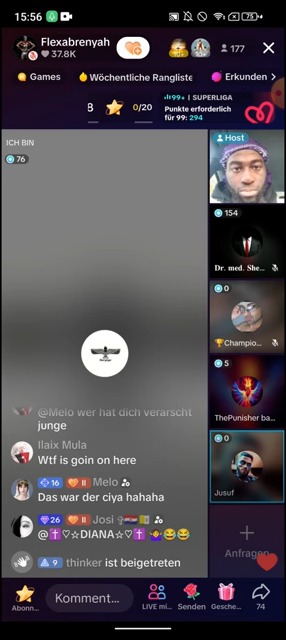 15:56
75
Flexabrenyah
37.8K
177
Games
Wöchentliche Rangliste
Erkunden
0/20
99+ | SUPERLIGA
Punkte erforderlich
für 99: 294
ICH BIN
76
Host
154
Dr. med. She...
0
Champio...
5
ThePunisher ba...
0
Jusuf
Anfragen
@Melo wer hat dich verarscht
junge
Ilaix Mula
Wtf is goin on here
16 II Melo
Das war der ciya hahaha
26 II Josi
@✝️♡☆DIANA☆♡✝️ 🤷😂😂
9 thinker ist beigetreten
Abonn...
Komment...
LIVE mi...
Senden
Gesche...
74